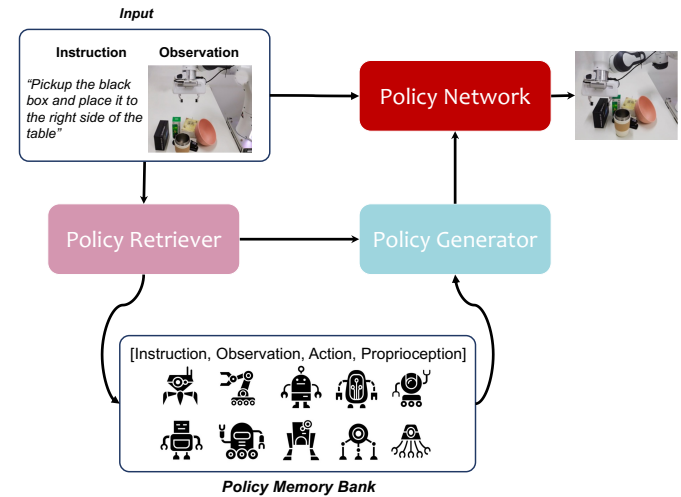 Input
Instruction
Observation
“Pickup the black
box and place it to
the right side of the
table”
Policy Network
Policy Retriever
Policy Generator
[Instruction, Observation, Action, Proprioception]
Policy Memory Bank